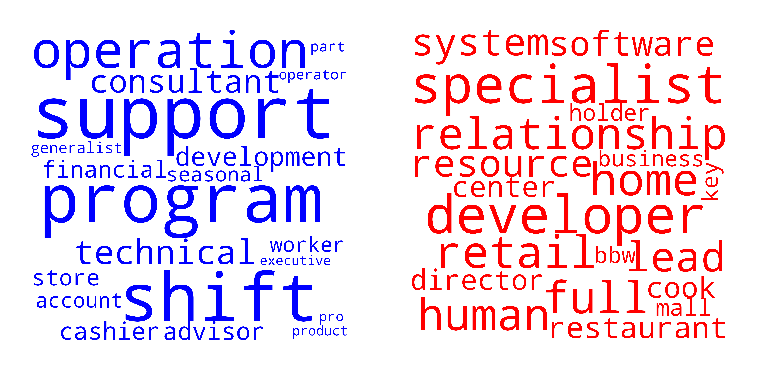 operation
part
consultant
operator
support
generalist
development
financial
seasonal
program
technical
worker
executive
store
shift
account
pro
cashier
advisor
product
system
software
specialist
holder
relationship
resource
business
center
home
key
developer
retail
bbw
lead
director
full
cook
human
mall
restaurant